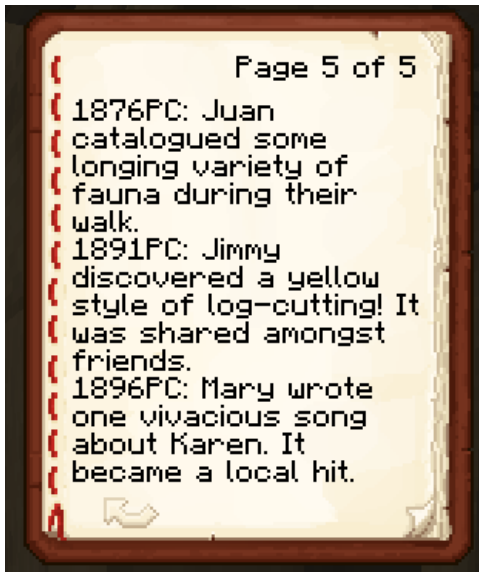 Page 5 of 5
1876PC: Juan
catalogued some
longing variety of
fauna during their
walk.
1891PC: Jimmy
discovered a yellow
style of log-cutting! It
was shared amongst
friends.
1896PC: Mary wrote
one vivacious song
about Karen. It
became a local hit.